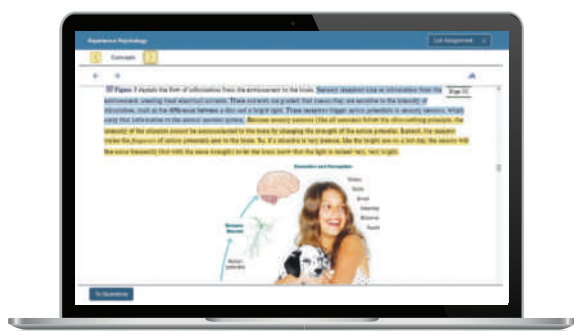 Experience Psychology
List Assignment
Concepts
Figure 3 depicts the flow of information from the environment to the brain. Sensory receptors take in information from the
environment, creating local electrical currents. These currents are graded; that means they are sensitive to the intensity of
stimulation, such as the difference between a dim and a bright light. These receptors trigger action potentials in sensory neurons, which
carry that information to the central nervous system. Because sensory neurons (like all neurons) follow the all-or-nothing principle, the
intensity of the stimulus cannot be communicated to the brain by changing the strength of the action potential. Instead, the receptor
varies the frequency of action potentials sent to the brain. So, if a stimulus is very intense, like the bright sun on a hot day, the neuron will
fire more frequently (but with the same strength) to let the brain know that the light is indeed very, very bright.
Sensation and Perception
Vision
Smell
Hearing
Balance
Touch
Sensory
Neuron
Action
potential
To Questions